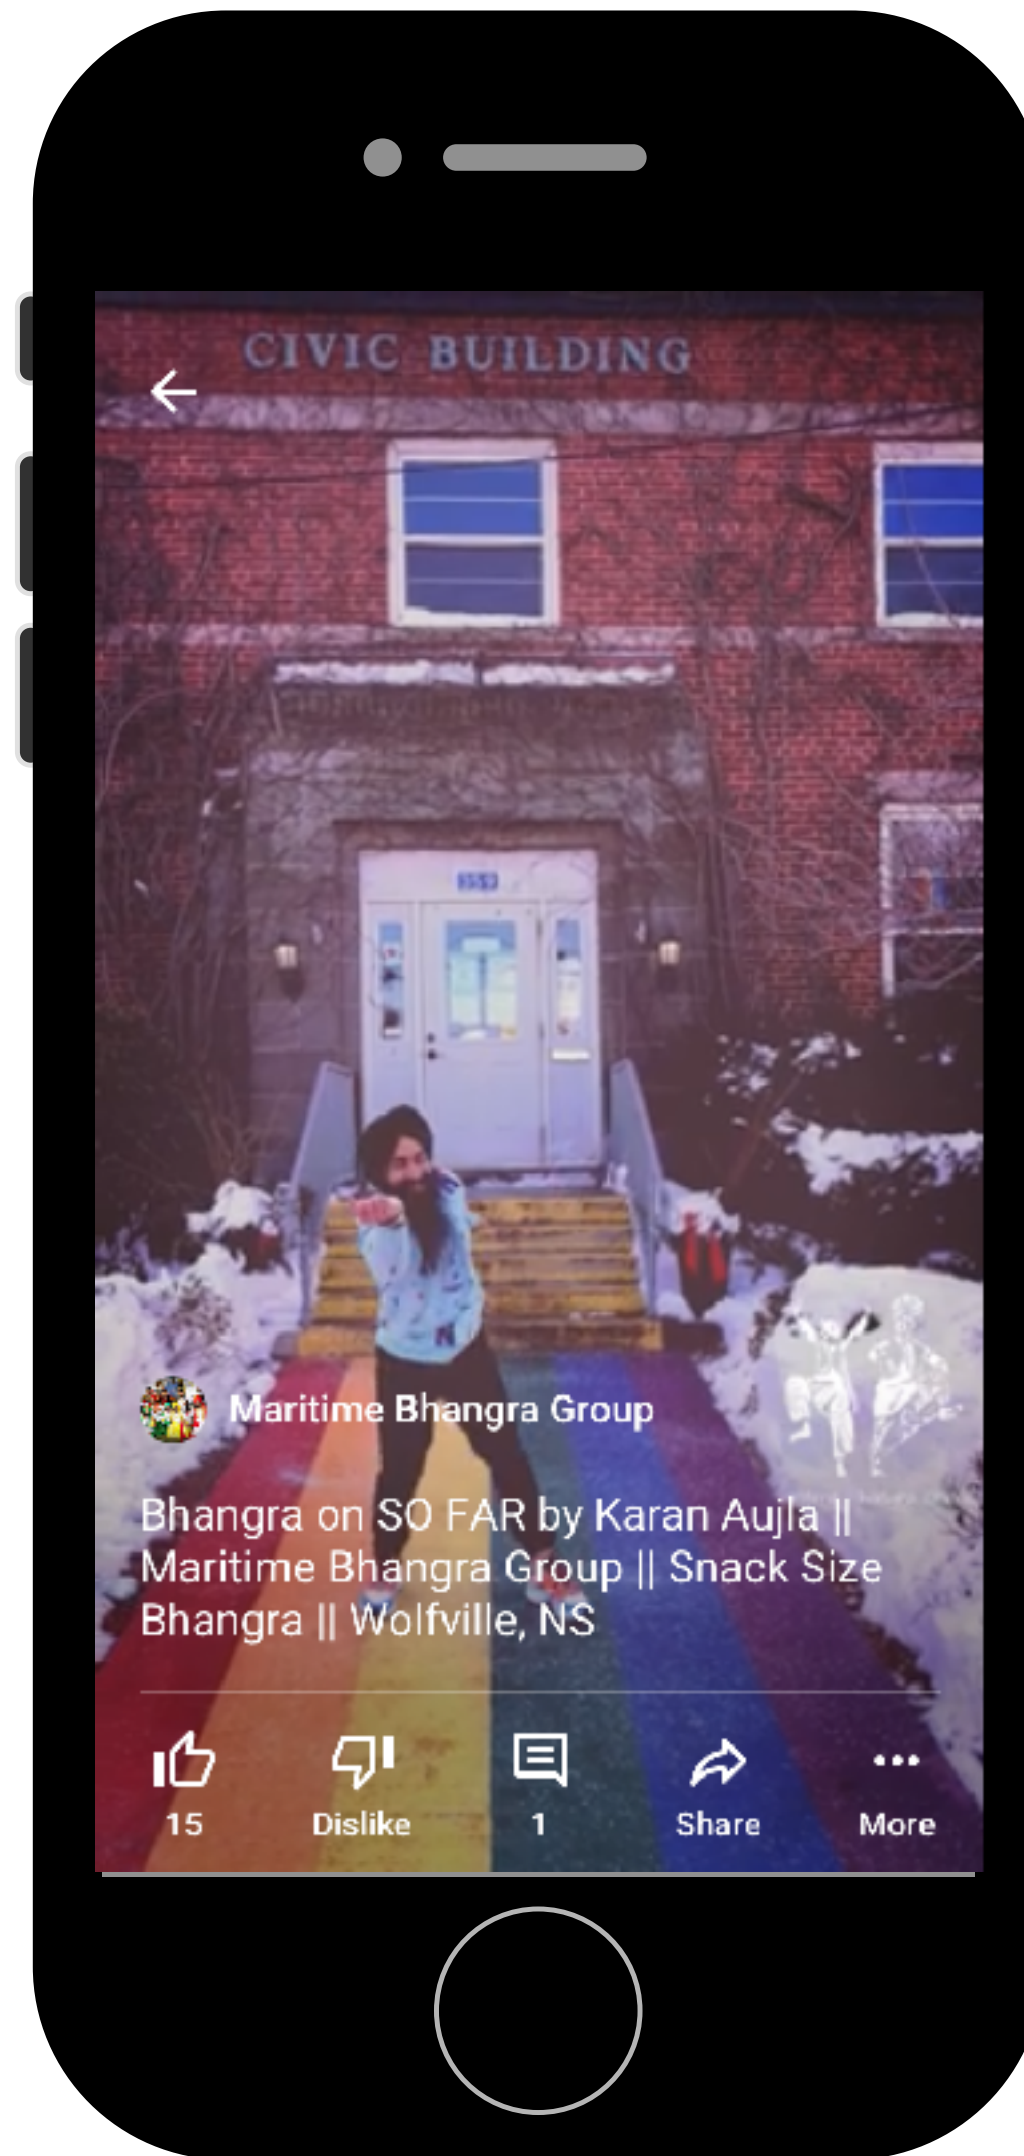 CIVIC BUILDING
359
Maritime Bhangra Group
Bhangra on SO FAR by Karan Aujla ||
Maritime Bhangra Group || Snack Size
Bhangra || Wolfville, NS
15
Dislike
1
Share
More